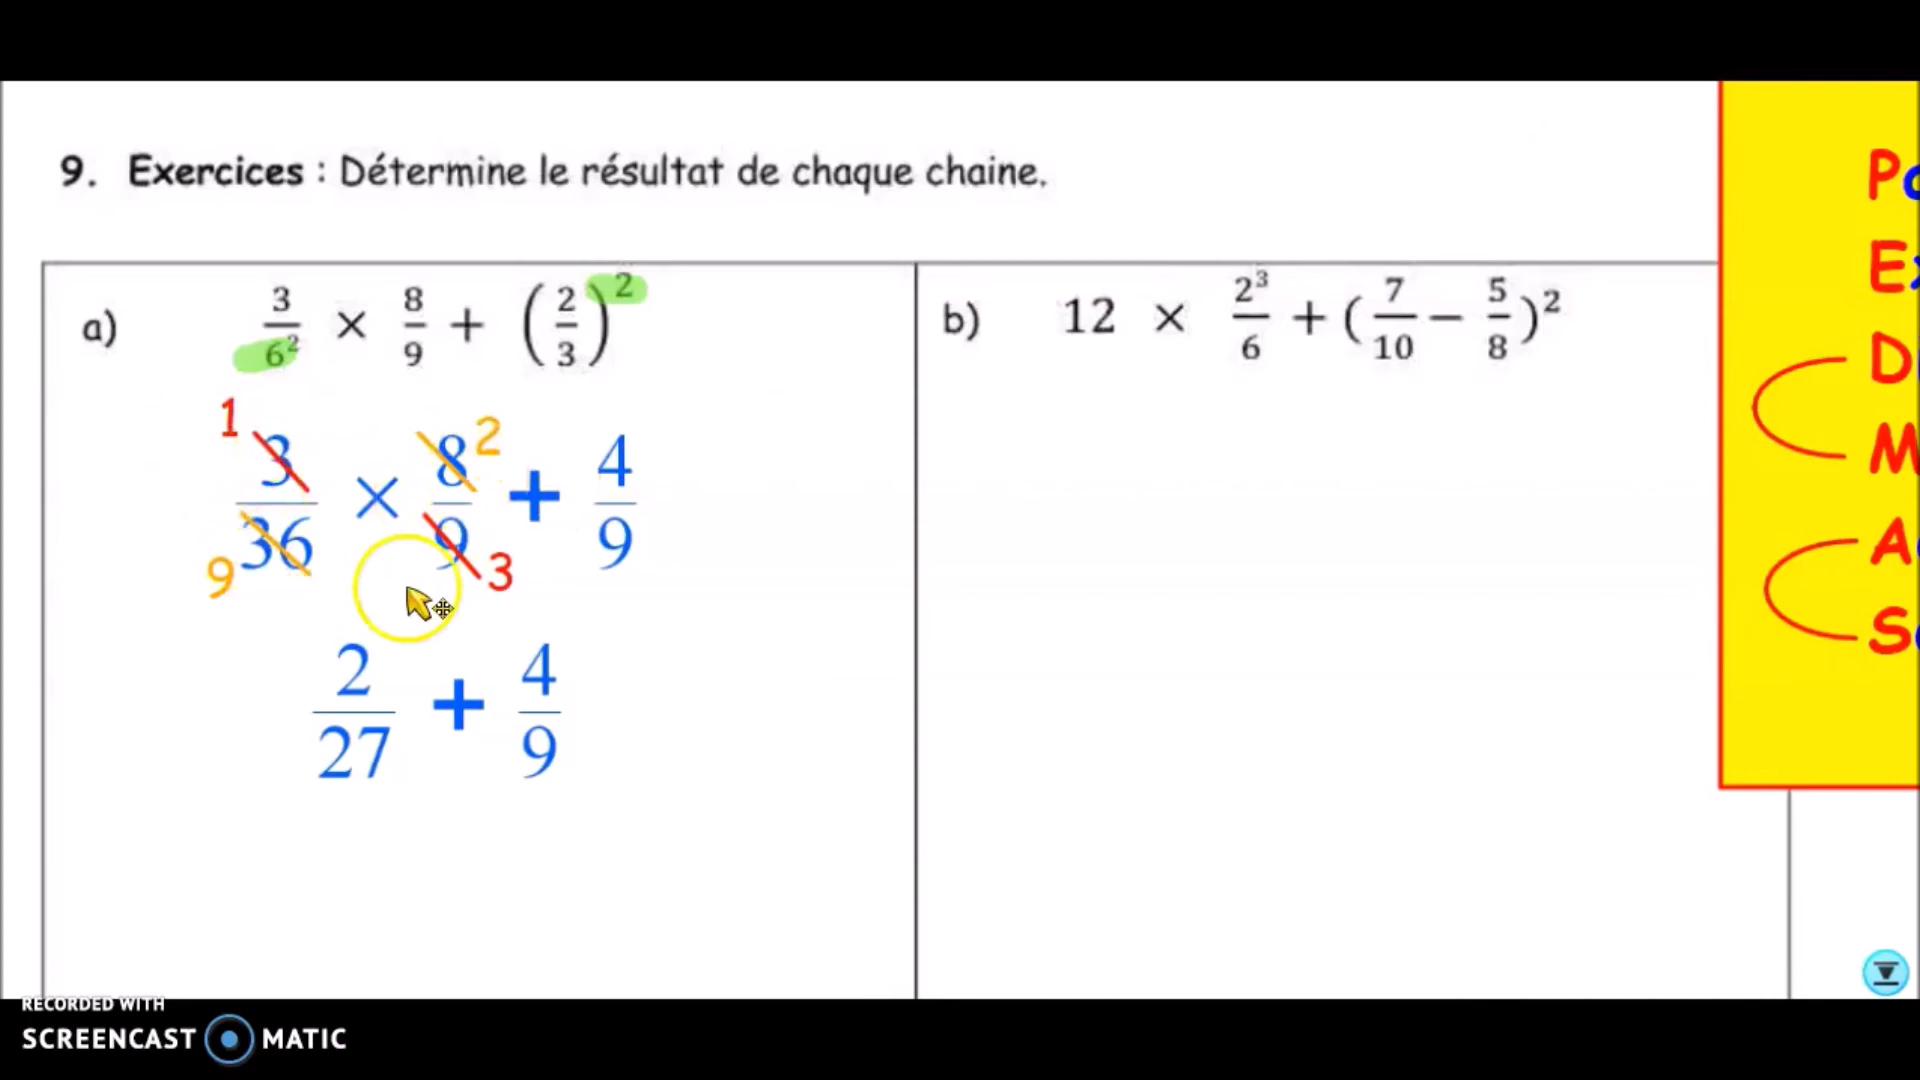 9. Exercices : Détermine le résultat de chaque chaine.
a) 3/6² × 8/9 + (2/3)²
1 3/36 9 × 8/9 2 3 + 4/9
2/27 + 4/9
b) 12 × 2³/6 + (7/10 − 5/8)²
P
E
D
M
A
S
RECORDED WITH
SCREENCAST MATIC